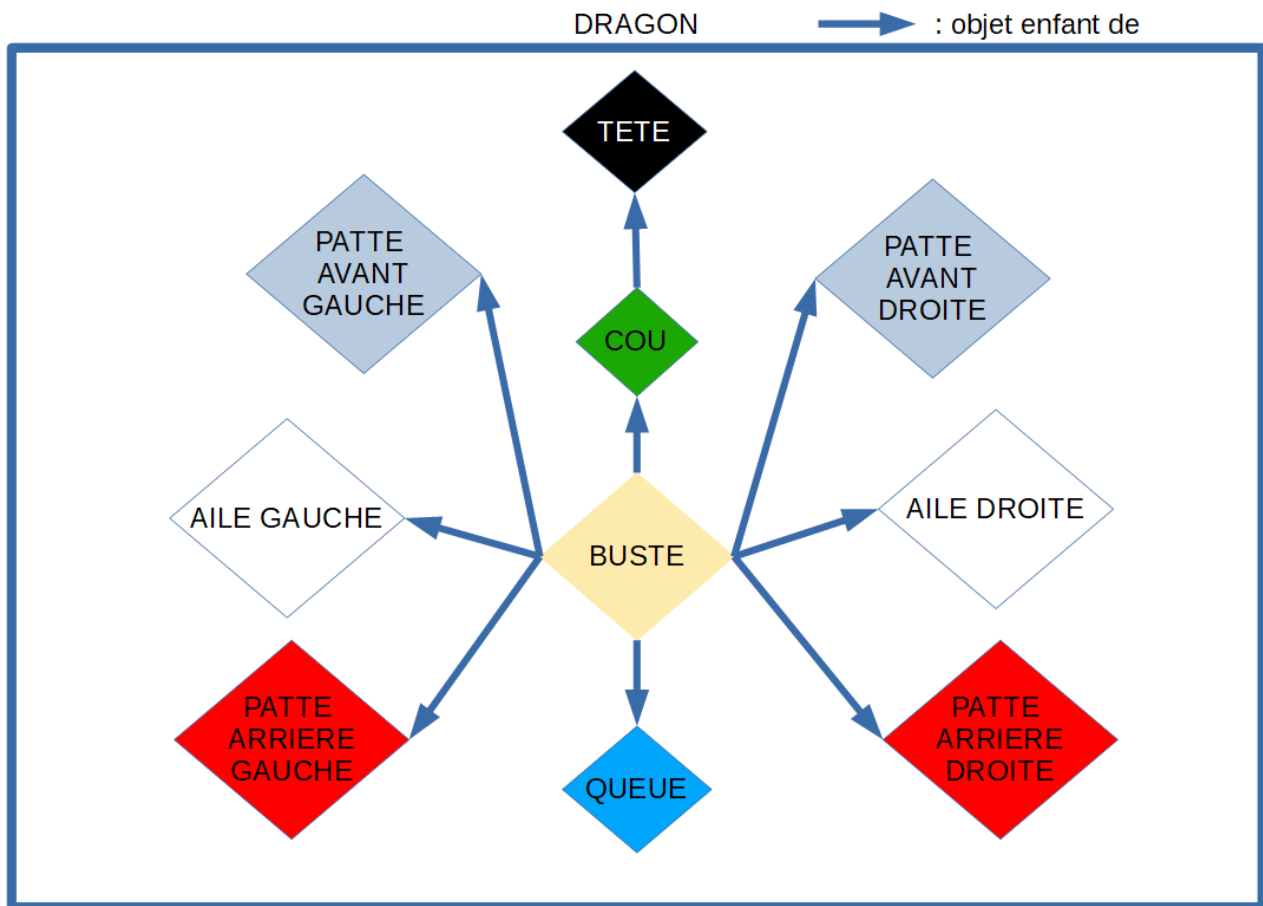 DRAGON
: objet enfant de
TETE
PATTE
AVANT
GAUCHE
PATTE
AVANT
DROITE
COU
AILE GAUCHE
AILE DROITE
BUSTE
PATTE
ARRIERE
GAUCHE
PATTE
ARRIERE
DROITE
QUEUE